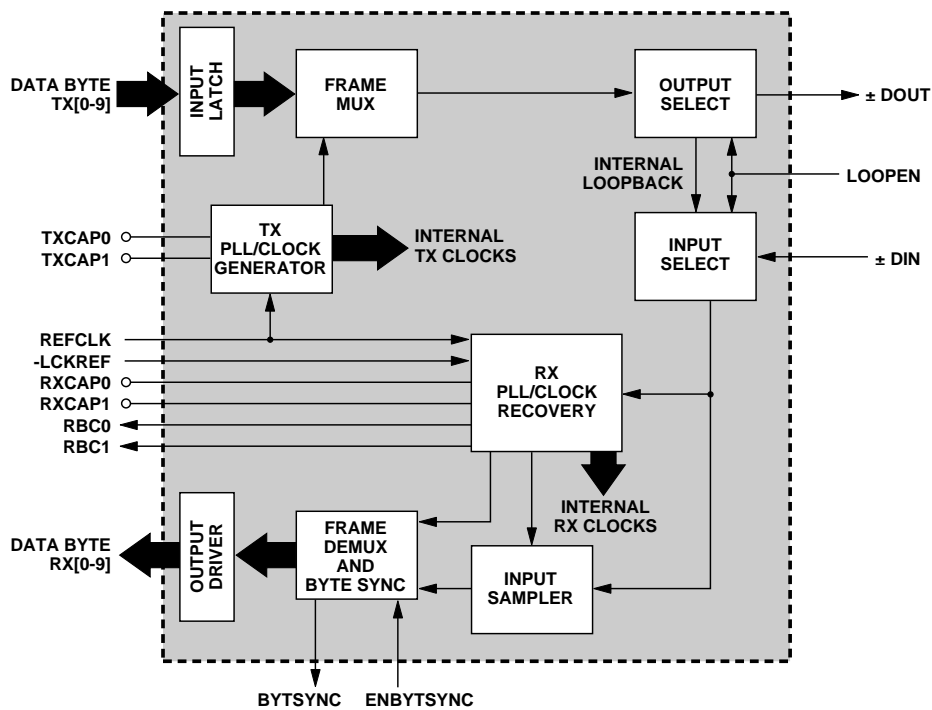 DATA BYTE
TX[0-9]
INPUT
LATCH
FRAME
MUX
OUTPUT
SELECT
± DOUT
INTERNAL
LOOPBACK
LOOPEN
TXCAP0
TXCAP1
TX
PLL/CLOCK
GENERATOR
INTERNAL
TX CLOCKS
INPUT
SELECT
± DIN
REFCLK
-LCKREF
RXCAP0
RXCAP1
RBC0
RBC1
RX
PLL/CLOCK
RECOVERY
INTERNAL
RX CLOCKS
DATA BYTE
RX[0-9]
OUTPUT
DRIVER
FRAME
DEMUX
AND
BYTE SYNC
INPUT
SAMPLER
BYTSYNC
ENBYTSYNC